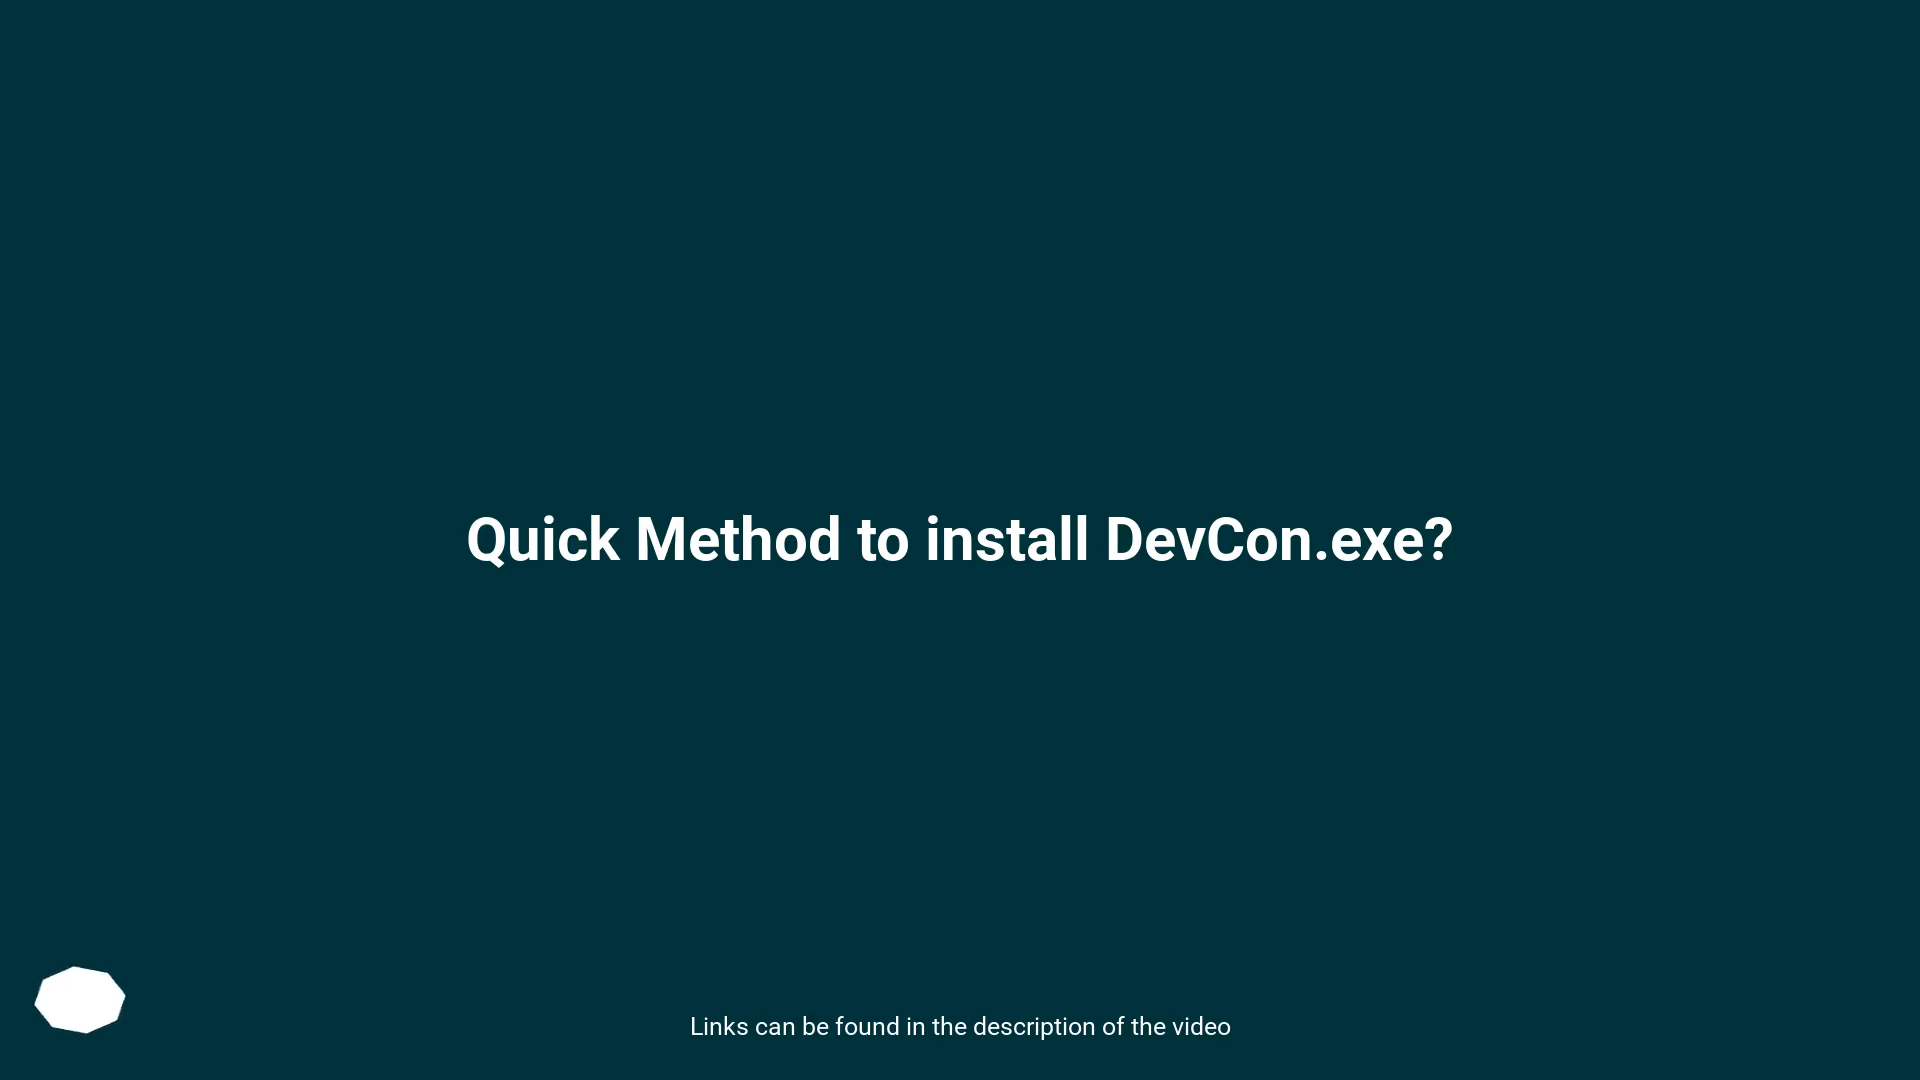 Quick Method to install DevCon.exe?
Links can be found in the description of the video